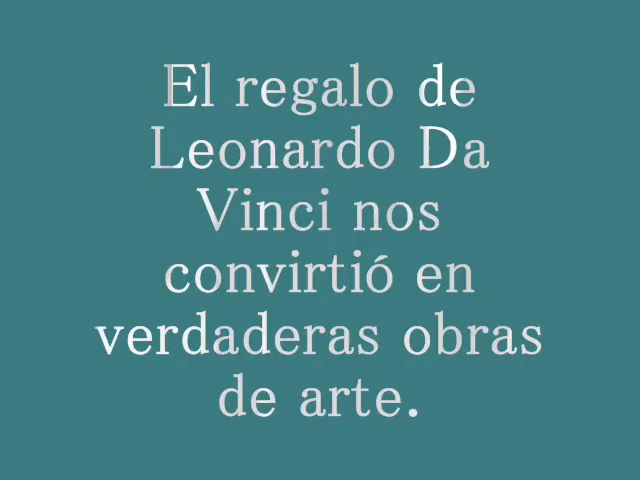 El regalo de
Leonardo Da
Vinci nos
convirtió en
verdaderas obras
de arte.